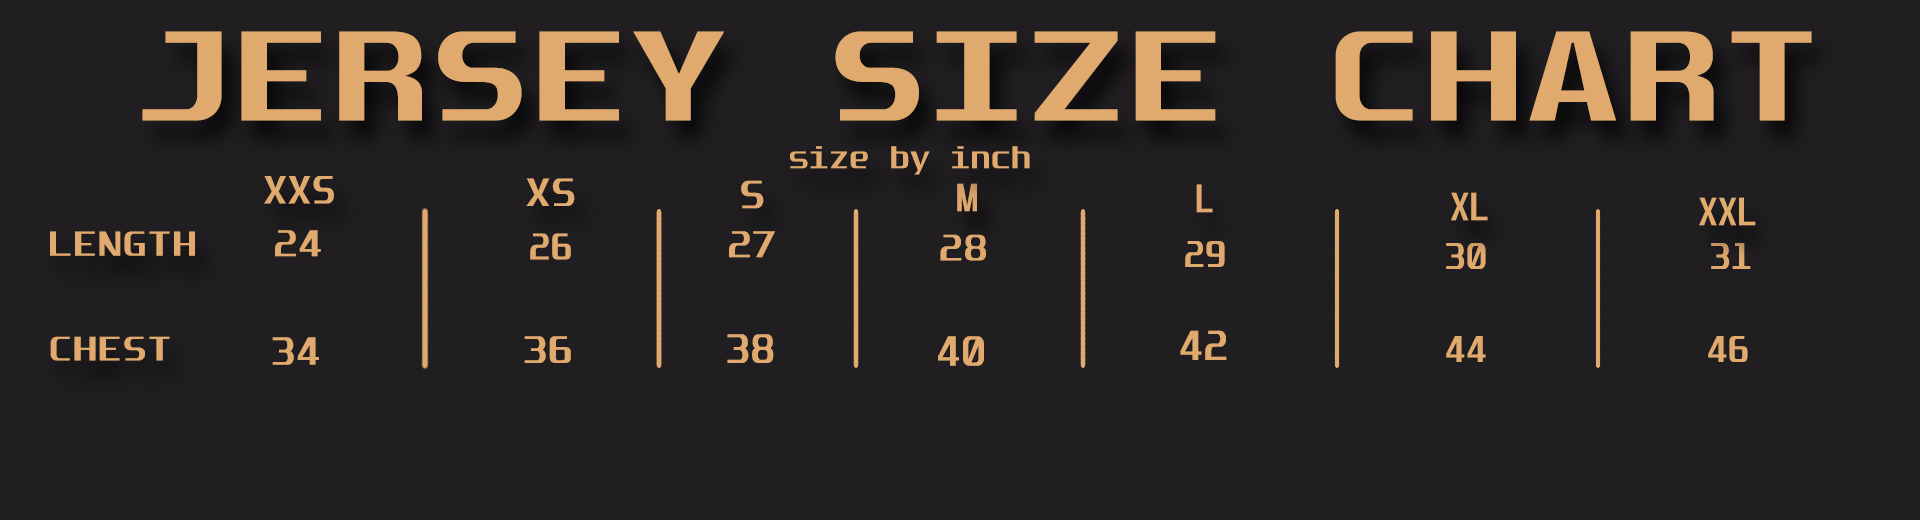 JERSEY SIZE CHART
size by inch
XXS XS S M L XL XXL
LENGTH 24 26 27 28 29 30 31
CHEST 34 36 38 40 42 44 46